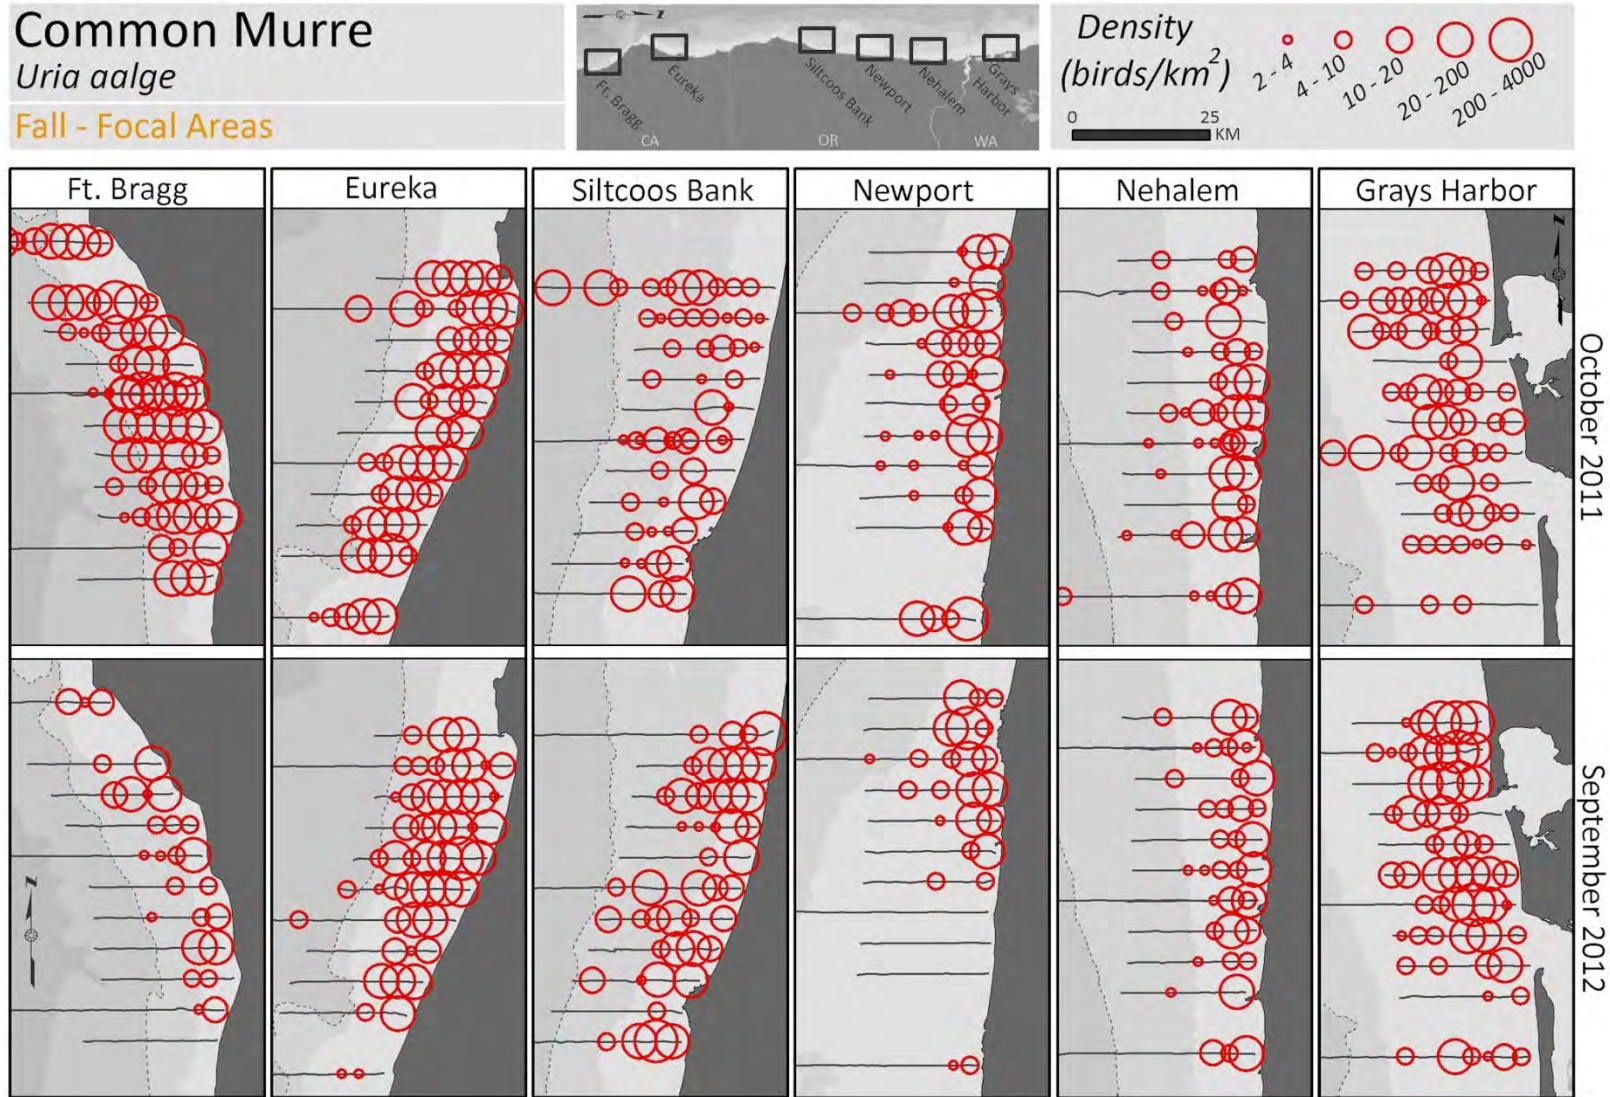 Common Murre
Uria aalge
Fall - Focal Areas
Z
Ft. Bragg
Eureka
Siltcoos Bank
Newport
Nehalem
Grays
Harbor
CA
OR
WA
Density
(birds/km²)
2 - 4
4 - 10
10 - 20
20 - 200
200 - 4000
0
25
KM
Ft. Bragg
Eureka
Siltcoos Bank
Newport
Nehalem
Grays Harbor
Z
October 2011
Z
September 2012